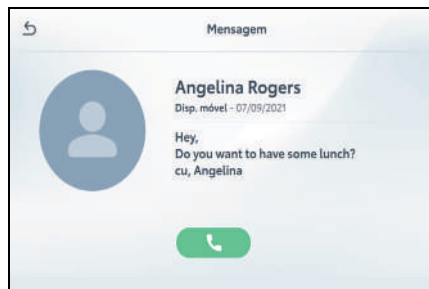 Mensagem
Angelina Rogers
Disp. móvel - 07/09/2021
Hey,
Do you want to have some lunch?
cu, Angelina